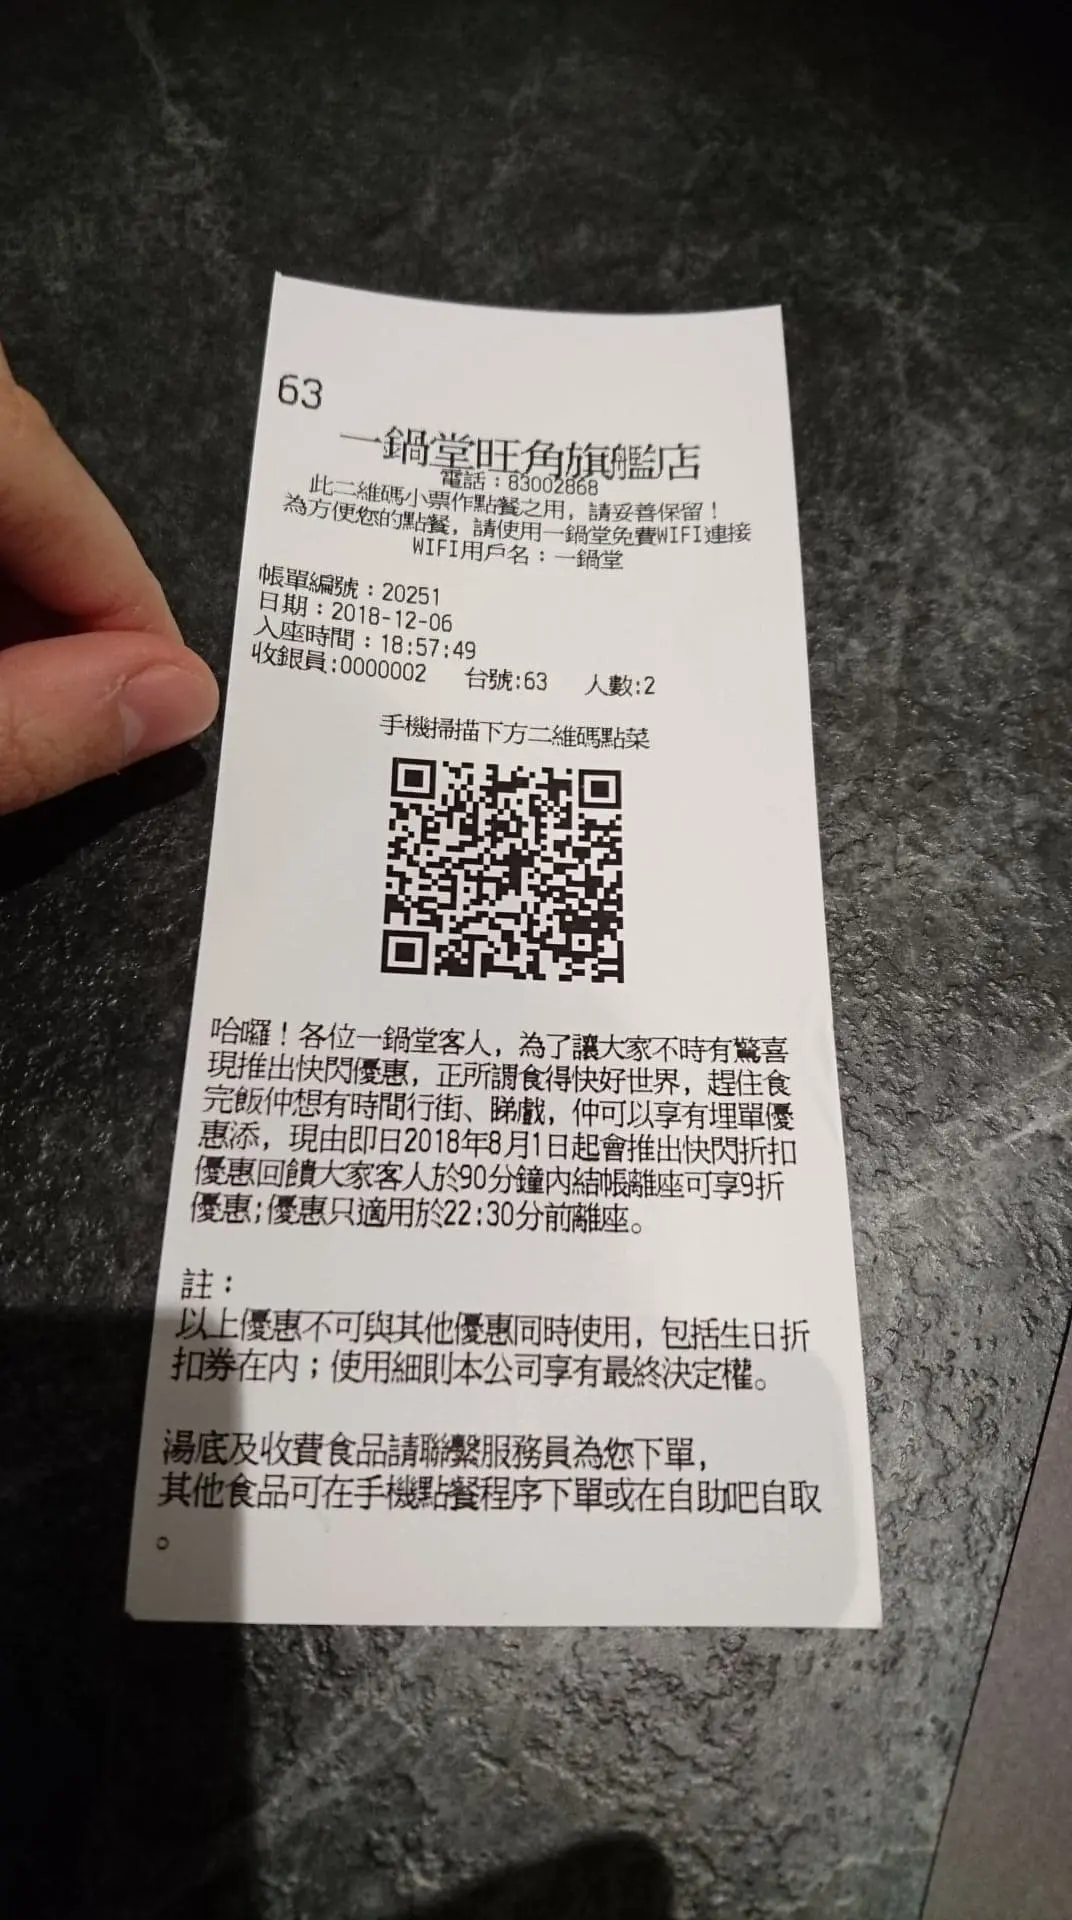 63
一鍋堂旺角旗艦店
電話：83002868
此二維碼小票作點餐之用，請妥善保留！
為方便您的點餐，請使用一鍋堂免費WIFI連接
WIFI用戶名：一鍋堂
帳單編號：20251
日期：2018-12-06
入座時間：18:57:49
收銀員:0000002 台號:63 人數:2
手機掃描下方二維碼點菜
哈囉！各位一鍋堂客人，為了讓大家不時有驚喜
現推出快閃優惠，正所謂食得快好世界，趕住食
完飯仲想有時間行街、睇戲，仲可以享有埋單優
惠添，現由即日2018年8月1日起會推出快閃折扣
優惠回饋大家客人於90分鐘內結帳離座可享9折
優惠;優惠只適用於22:30分前離座。
註：
以上優惠不可與其他優惠同時使用，包括生日折
扣券在內；使用細則本公司享有最終決定權。
湯底及收費食品請聯繫服務員為您下單，
其他食品可在手機點餐程序下單或在自助吧自取
。